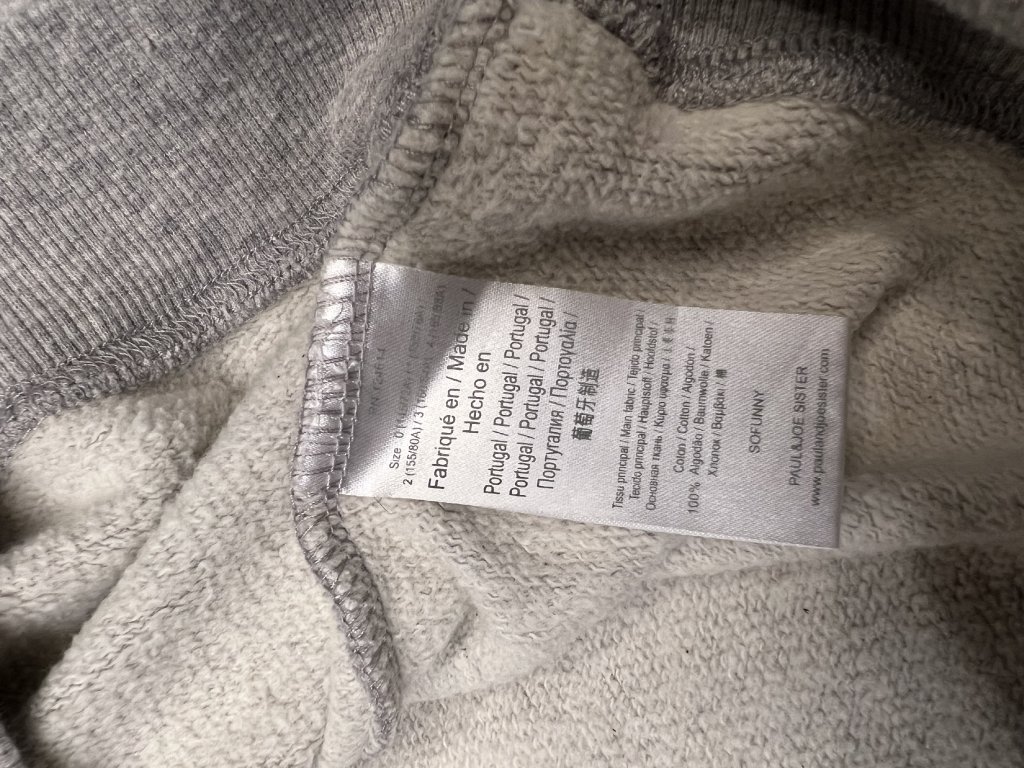 Size 0 (
2 (155/80A) / 3 (
Fabriqué en / Made in /
Hecho en
Portugal / Portugal / Portugal /
Portugal / Portugal / Portugal /
Португалия / Πορτογαλία /
葡萄牙制造
Tissu principal / Main fabric / Tejido principal /
Tecido principal / Hauptstoff / Hoofdstof /
Основная ткань / Κύριο ύφασμα /
Coton / Cotton / Algodon /
100% Algodão / Baumwolle / Katoen /
Хлопок / Βαμβάκι / 棉
SOFUNNY
PAUL&JOE SISTER
www.paulandjoesister.com